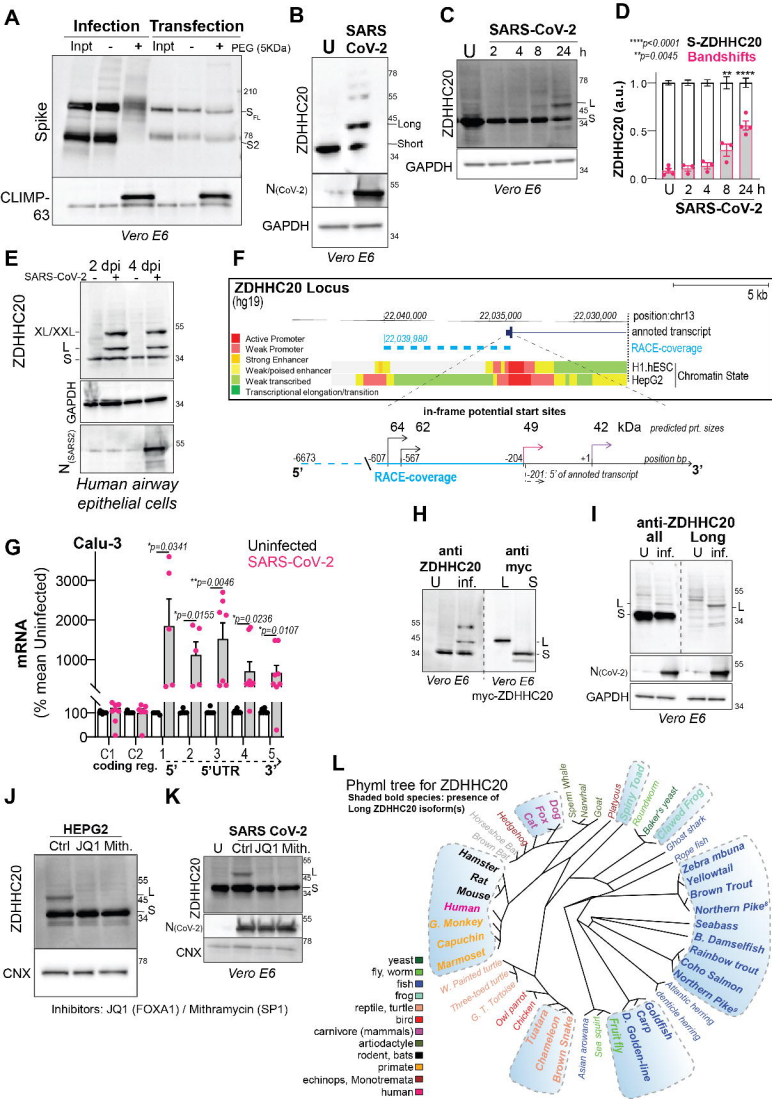 A
Infection Transfection
Inpt - + Inpt - + PEG (5KDa)
210
Spike
SFL
78
S2
CLIMP-63
Vero E6
B
SARS
U CoV-2
78
55
ZDHHC20
45
Long
Short
34
N(CoV-2)
55
GAPDH
34
Vero E6
C
SARS-CoV-2
U 2 4 8 24 h
78
ZDHHC20
55
L
45
S
34
GAPDH
Vero E6
D
****p<0.0001 S-ZDHHC20
**p=0.0045 Bandshifts
ZDHHC20 (a.u.)
** ****
1.0
0.5
0.0
U 2 4 8 24 h
SARS-CoV-2
E
2 dpi 4 dpi
SARS-CoV-2 - + - +
ZDHHC20
XL/XXL
55
L
45
S
34
GAPDH
34
N(SARS2)
55
Human airway
epithelial cells
F
ZDHHC20 Locus
(hg19)
5 kb
22,040,000 22,035,000 22,030,000 position:chr13
22,039,980
annoted transcript
RACE-coverage
Active Promoter
Weak Promoter
Strong Enhancer
Weak/poised enhancer
Weak transcribed
Transcriptional elongation/transition
H1.hESC
HepG2
Chromatin State
in-frame potential start sites
64 62 49 42 kDa predicted prt. sizes
-6673 -607 -567 -204 +1 position bp
5' 3'
RACE-coverage
-201: 5' of annoted transcript
G
Calu-3
Uninfected
SARS-CoV-2
*p=0.0341
**p=0.0046
*p=0.0155
*p=0.0236
*p=0.0107
mRNA
(% mean Uninfected)
3000
2000
1000
100
0
C1 C2 1 2 3 4 5
coding reg. 5' 5'UTR 3'
H
anti anti
ZDHHC20 myc
U inf. L S
55
45
L
S
34
Vero E6
myc-ZDHHC20
I
anti-ZDHHC20
all Long
U inf. U inf.
55
L L
45
S
34
N(CoV-2)
55
GAPDH
34
Vero E6
J
HEPG2
Ctrl JQ1 Mith.
55
ZDHHC20
45
L
S
34
CNX
78
K
SARS CoV-2
U Ctrl JQ1 Mith.
55
ZDHHC20
45
L
S
34
N(CoV-2)
CNX
78
Vero E6
Inhibitors: JQ1 (FOXA1) / Mithramycin (SP1)
L
Phyml tree for ZDHHC20
Shaded bold species: presence of
Long ZDHHC20 isoform(s)
Sperm Whale
Narwhal
Goat
Platyous
Spiny Toad
Roundworm
Baker's yeast
Clawed Frog
Ghost shark
Rope fish
Zebra mbuna
Yellowtail
Brown Trout
Northern Pike
Seabass
B. Damselfish
Rainbow trout
Coho Salmon
Northern Pike
Atlantic herring
denticle herring
Goldfish
Carp
D. Golden-line
Fruit fly
Sea squirt
Asian arowana
Brown Snake
Chameleon
Tuatara
Chicken
Owl parrot
G. T. Tortoise
Three-toed turtle
W. Painted turtle
Marmoset
Capuchin
G. Monkey
Human
Mouse
Rat
Hamster
Brown Bat
Horseshoe Bat
Hedgehog
Cat
Fox
Dog
yeast
fly, worm
fish
frog
reptile, turtle
bird
carnivore (mammals)
artiodactyle
rodent, bats
primate
echinops, Monotremata
human